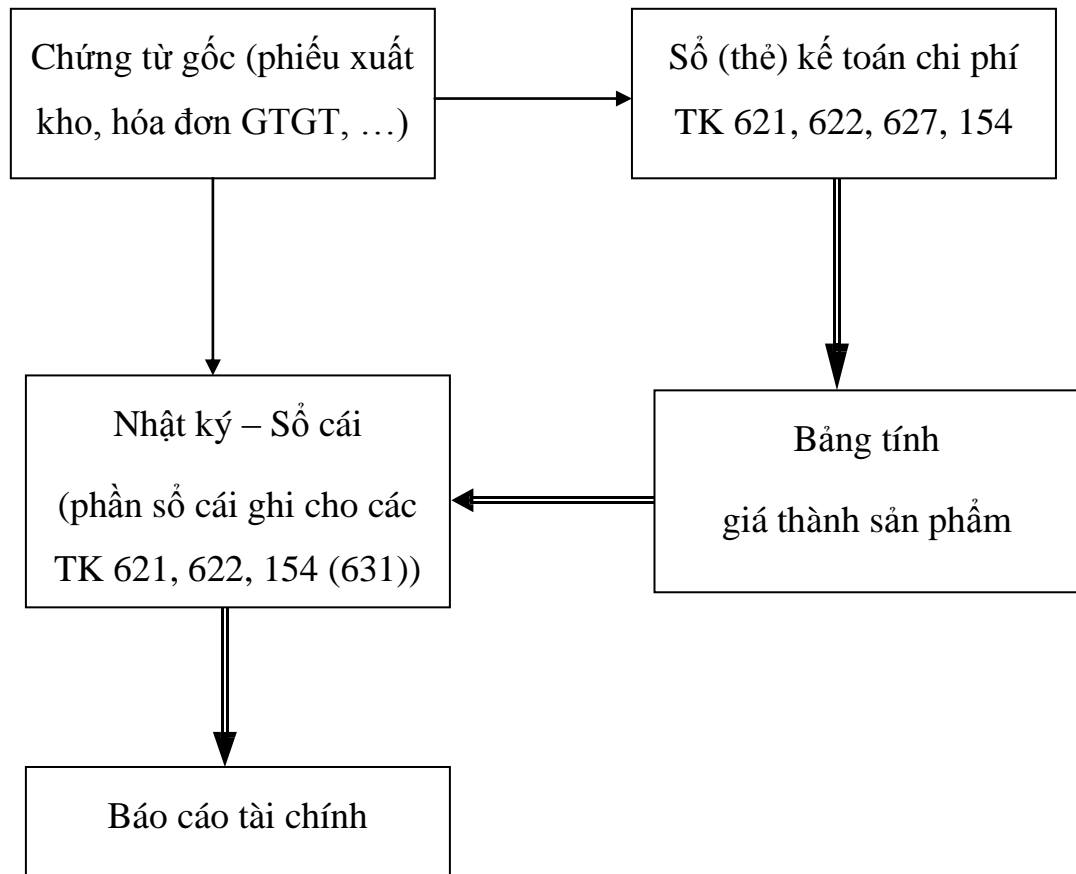 Chứng từ gốc (phiếu xuất
kho, hóa đơn GTGT, …)
Sổ (thẻ) kế toán chi phí
TK 621, 622, 627, 154
Nhật ký – Sổ cái
(phần sổ cái ghi cho các
TK 621, 622, 154 (631))
Bảng tính
giá thành sản phẩm
Báo cáo tài chính